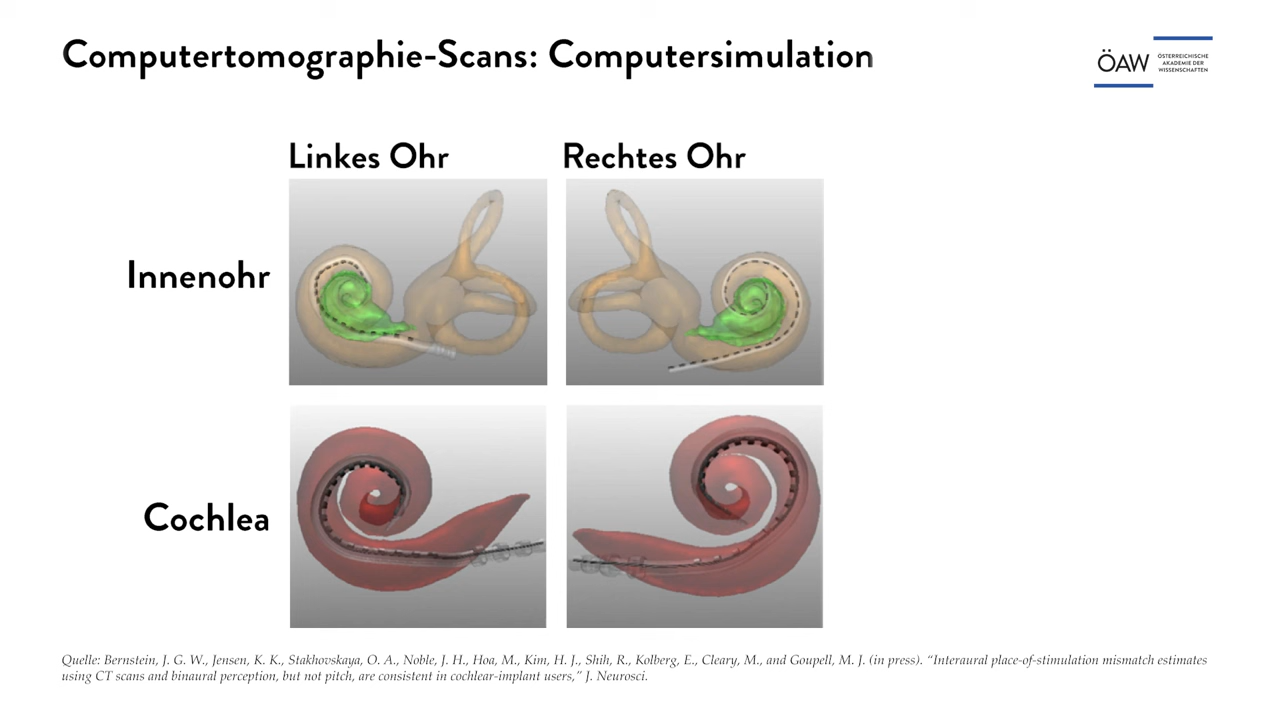 Computertomographie-Scans: Computersimulation
ÖAW
ÖSTERREICHISCHE
AKADEMIE DER
WISSENSCHAFTEN
Linkes Ohr
Rechtes Ohr
Innenohr
Cochlea
Quelle: Bernstein, J. G. W., Jensen, K. K., Stakhovskaya, O. A., Noble, J. H., Hoa, M., Kim, H. J., Shih, R., Kolberg, E., Cleary, M., and Goupell, M. J. (in press). “Interaural place-of-stimulation mismatch estimates
using CT scans and binaural perception, but not pitch, are consistent in cochlear-implant users,” J. Neurosci.